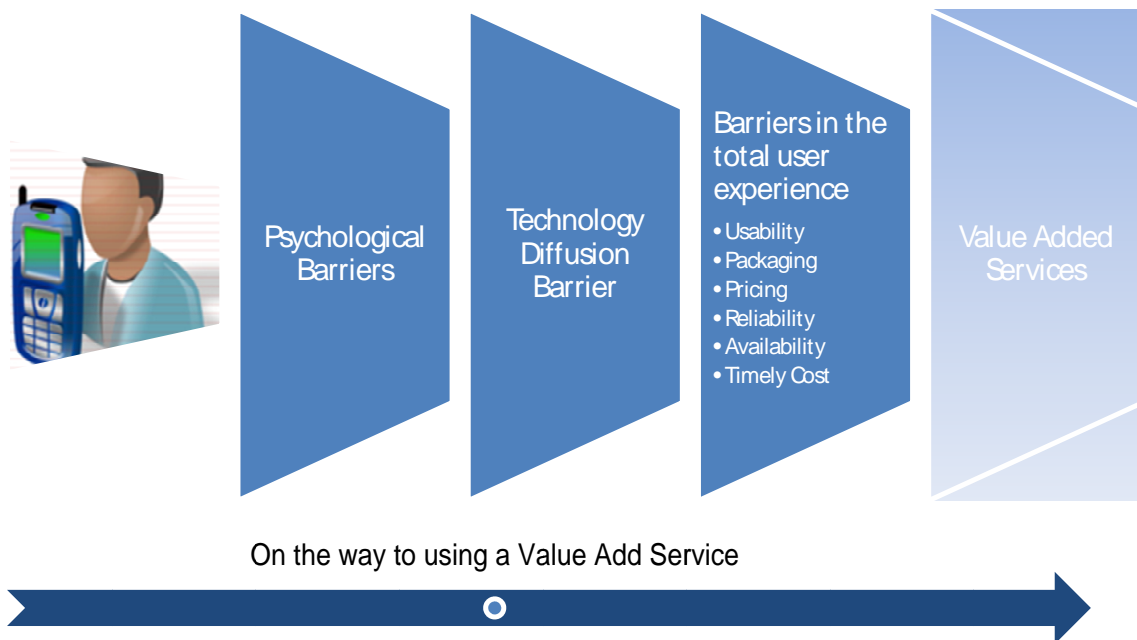 Psychological
Barriers
Technology
Diffusion
Barrier
Barriers in the
total user
experience
• Usability
• Packaging
• Pricing
• Reliability
• Availability
• Timely Cost
Value Added
Services
On the way to using a Value Add Service